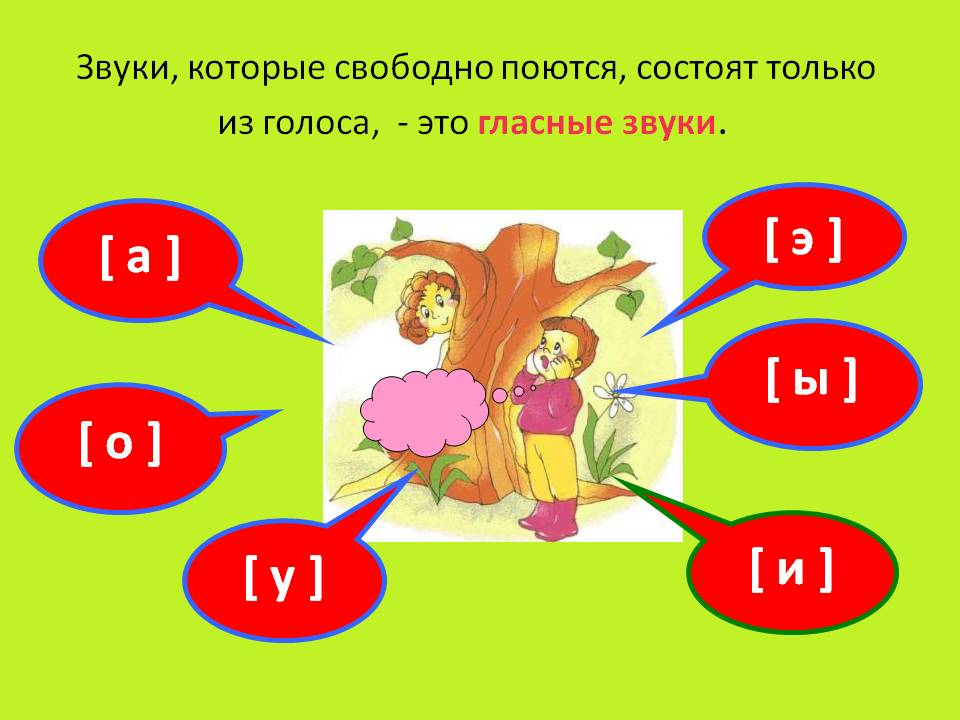 Звуки, которые свободно поются, состоят только
из голоса,  - это гласные звуки.
[ а ]
[ э ]
[ ы ]
[ о ]
[ у ]
[ и ]